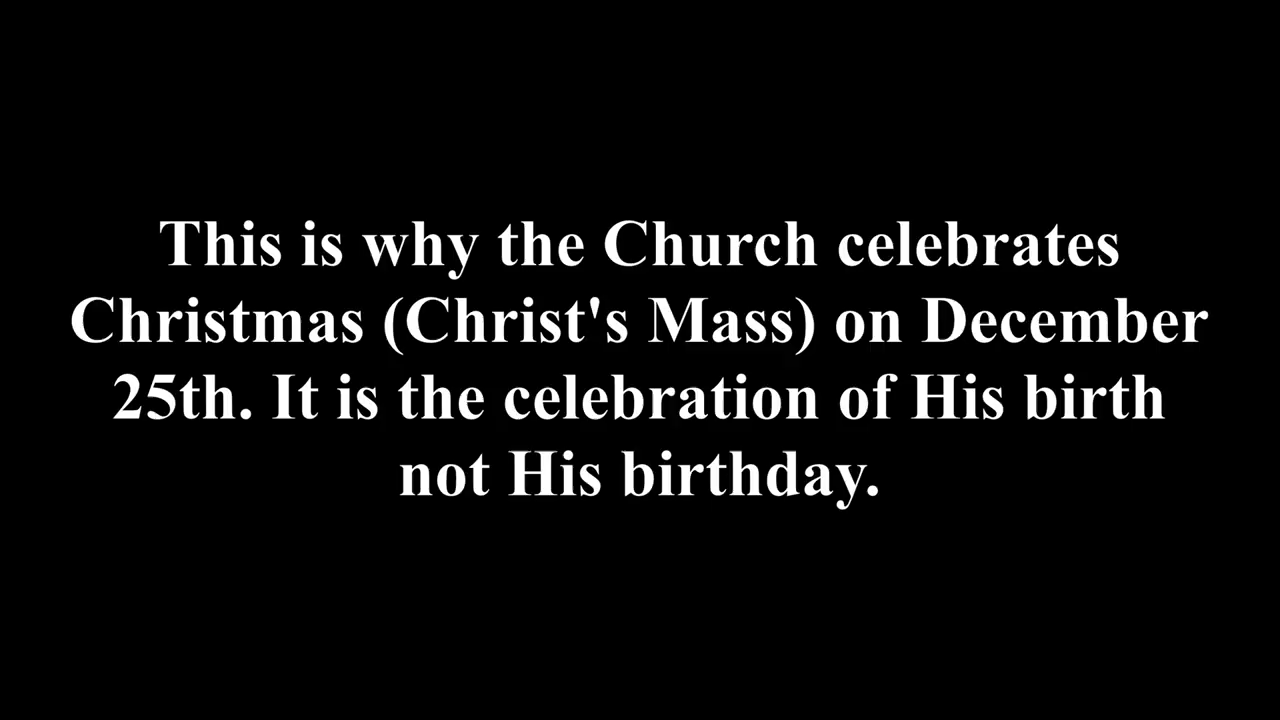 This is why the Church celebrates
Christmas (Christ's Mass) on December
25th. It is the celebration of His birth
not His birthday.